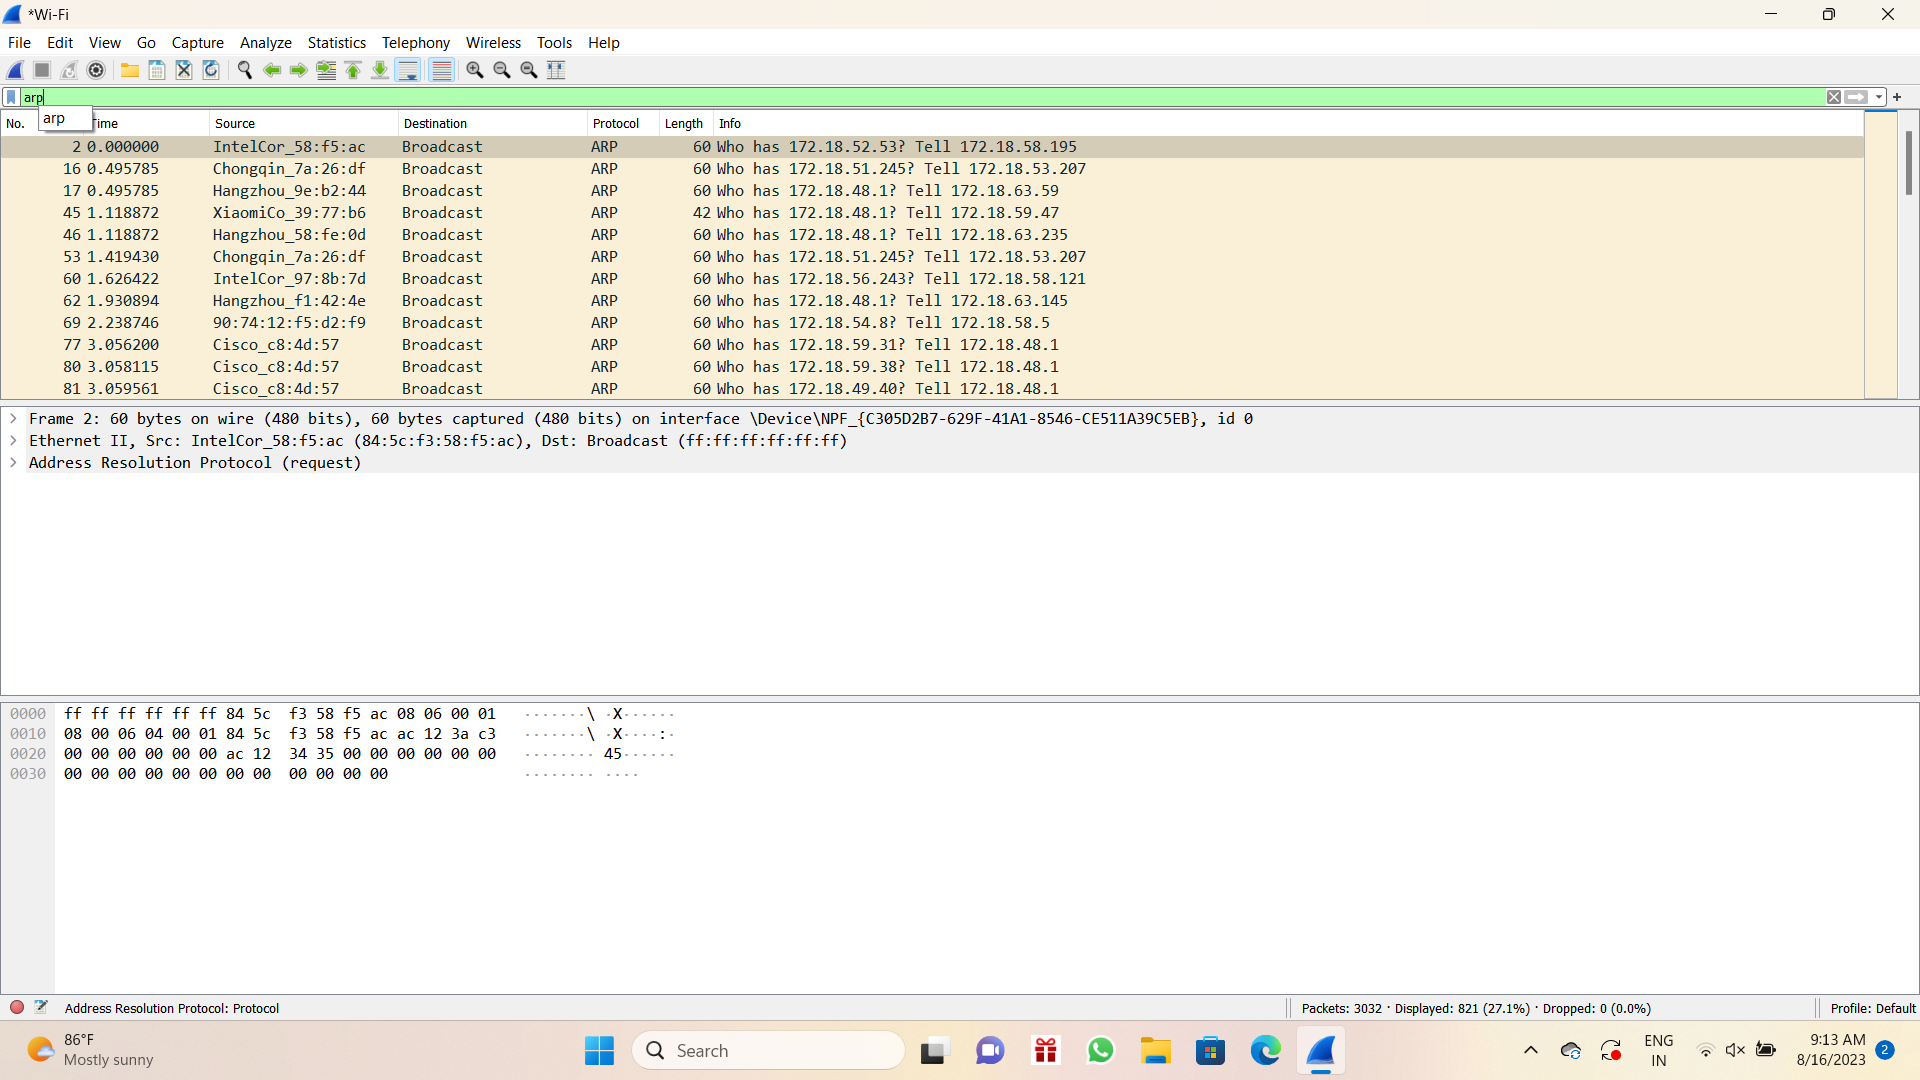 *Wi-Fi
File Edit View Go Capture Analyze Statistics Telephony Wireless Tools Help
arp
arp
No. Time Source Destination Protocol Length Info
2 0.000000 IntelCor_58:f5:ac Broadcast ARP 60 Who has 172.18.52.53? Tell 172.18.58.195
16 0.495785 Chongqin_7a:26:df Broadcast ARP 60 Who has 172.18.51.245? Tell 172.18.53.207
17 0.495785 Hangzhou_9e:b2:44 Broadcast ARP 60 Who has 172.18.48.1? Tell 172.18.63.59
45 1.118872 XiaomiCo_39:77:b6 Broadcast ARP 42 Who has 172.18.48.1? Tell 172.18.59.47
46 1.118872 Hangzhou_58:fe:0d Broadcast ARP 60 Who has 172.18.48.1? Tell 172.18.63.235
53 1.419430 Chongqin_7a:26:df Broadcast ARP 60 Who has 172.18.51.245? Tell 172.18.53.207
60 1.626422 IntelCor_97:8b:7d Broadcast ARP 60 Who has 172.18.56.243? Tell 172.18.58.121
62 1.930894 Hangzhou_f1:42:4e Broadcast ARP 60 Who has 172.18.48.1? Tell 172.18.63.145
69 2.238746 90:74:12:f5:d2:f9 Broadcast ARP 60 Who has 172.18.54.8? Tell 172.18.58.5
77 3.056200 Cisco_c8:4d:57 Broadcast ARP 60 Who has 172.18.59.31? Tell 172.18.48.1
80 3.058115 Cisco_c8:4d:57 Broadcast ARP 60 Who has 172.18.59.38? Tell 172.18.48.1
81 3.059561 Cisco_c8:4d:57 Broadcast ARP 60 Who has 172.18.49.40? Tell 172.18.48.1
Frame 2: 60 bytes on wire (480 bits), 60 bytes captured (480 bits) on interface \Device\NPF_{C305D2B7-629F-41A1-8546-CE511A39C5EB}, id 0
Ethernet II, Src: IntelCor_58:f5:ac (84:5c:f3:58:f5:ac), Dst: Broadcast (ff:ff:ff:ff:ff:ff)
Address Resolution Protocol (request)
0000 ff ff ff ff ff ff 84 5c f3 58 f5 ac 08 06 00 01 ·······\ ·X······
0010 08 00 06 04 00 01 84 5c f3 58 f5 ac ac 12 3a c3 ·······\ ·X····:·
0020 00 00 00 00 00 00 ac 12 34 35 00 00 00 00 00 00 ········ 45······
0030 00 00 00 00 00 00 00 00 00 00 00 00 ········ ····
Address Resolution Protocol: Protocol Packets: 3032 · Displayed: 821 (27.1%) · Dropped: 0 (0.0%) Profile: Default
86°F
Mostly sunny
Search
ENG
IN
9:13 AM
8/16/2023
2